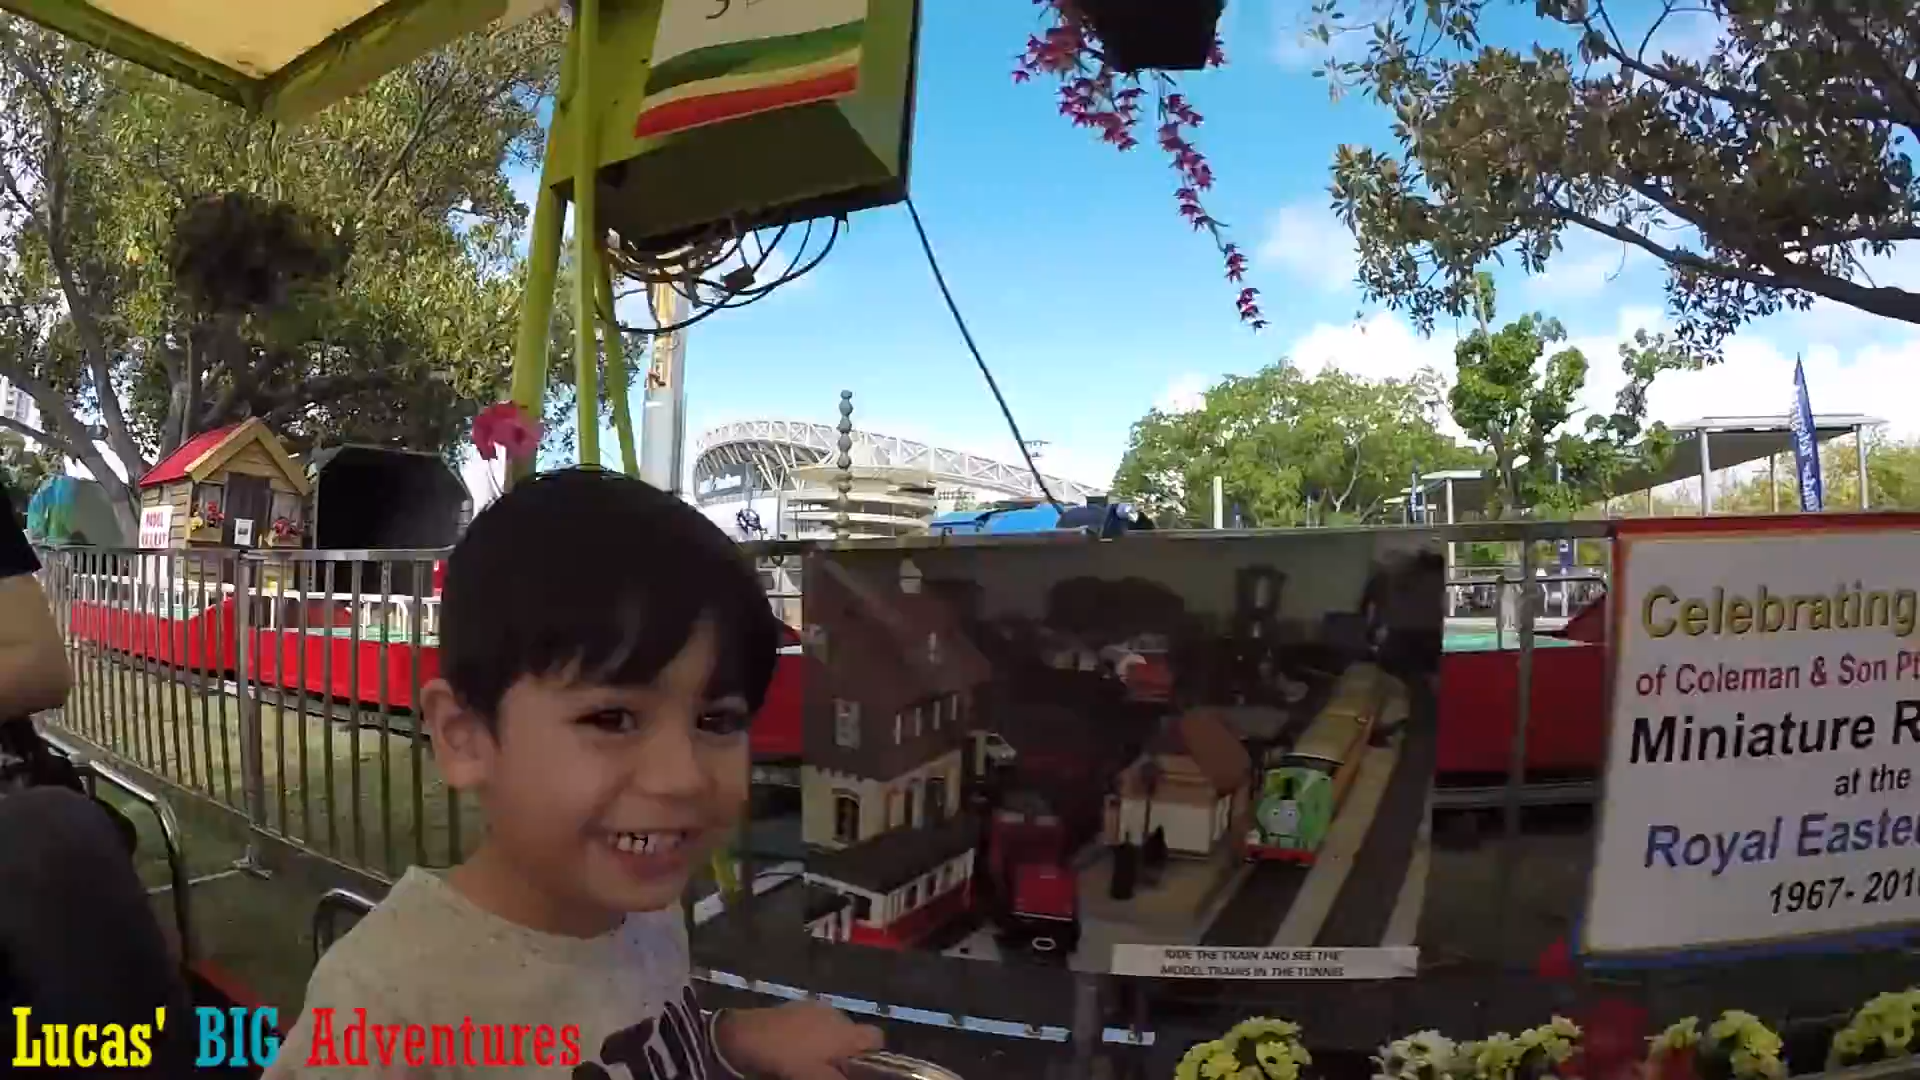 MODEL
Celebrating
of Coleman & Son Pt
Miniature R
at the
Royal Easte
1967- 201
RIDE THE TRAIN AND SEE THE
MODEL TRAINS IN THE TUNNEL
Lucas' BIG Adventures